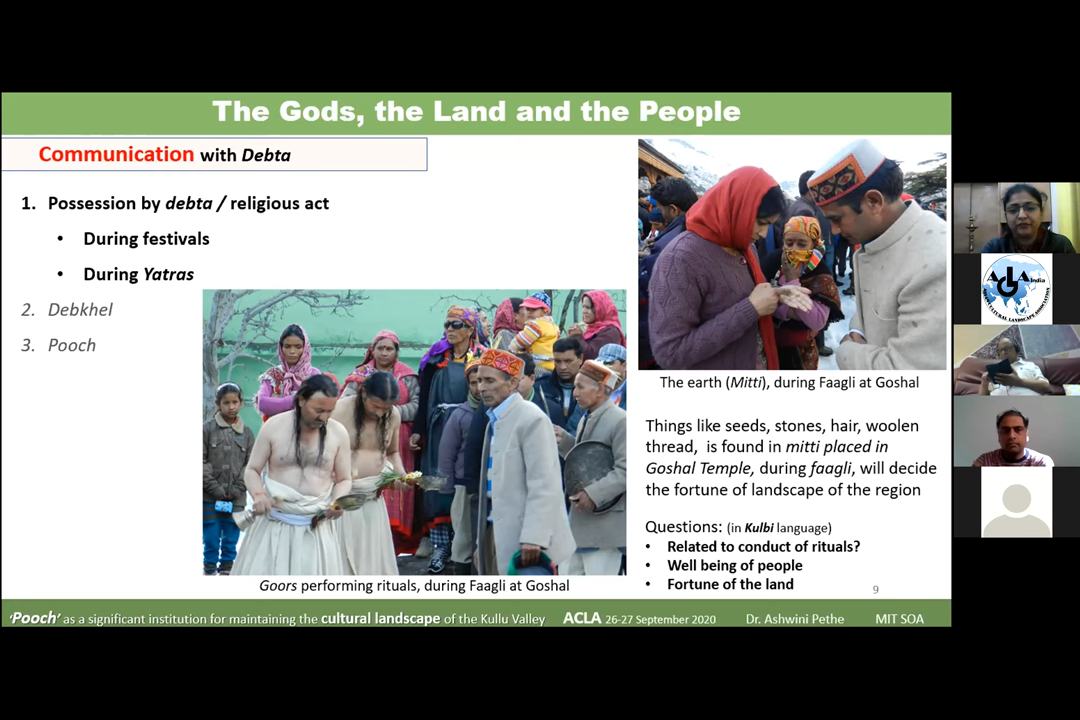 The Gods, the Land and the People
Communication with Debta
1. Possession by debta / religious act
• During festivals
• During Yatras
2. Debkhel
3. Pooch
Goors performing rituals, during Faagli at Goshal
The earth (Mitti), during Faagli at Goshal
Things like seeds, stones, hair, woolen
thread, is found in mitti placed in
Goshal Temple, during faagli, will decide
the fortune of landscape of the region
Questions: (in Kulbi language)
• Related to conduct of rituals?
• Well being of people
• Fortune of the land
9
'Pooch' as a significant institution for maintaining the cultural landscape of the Kullu Valley ACLA 26-27 September 2020 Dr. Ashwini Pethe MIT SOA
ACLA
India